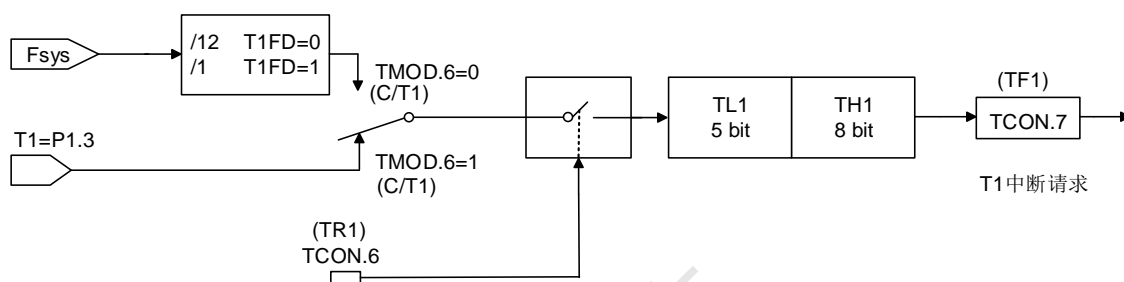 Fsys
/12 T1FD=0
/1 T1FD=1
TMOD.6=0
(C/T1)
T1=P1.3
TMOD.6=1
(C/T1)
(TR1)
TCON.6
TL1
5 bit
TH1
8 bit
(TF1)
TCON.7
T1中断请求